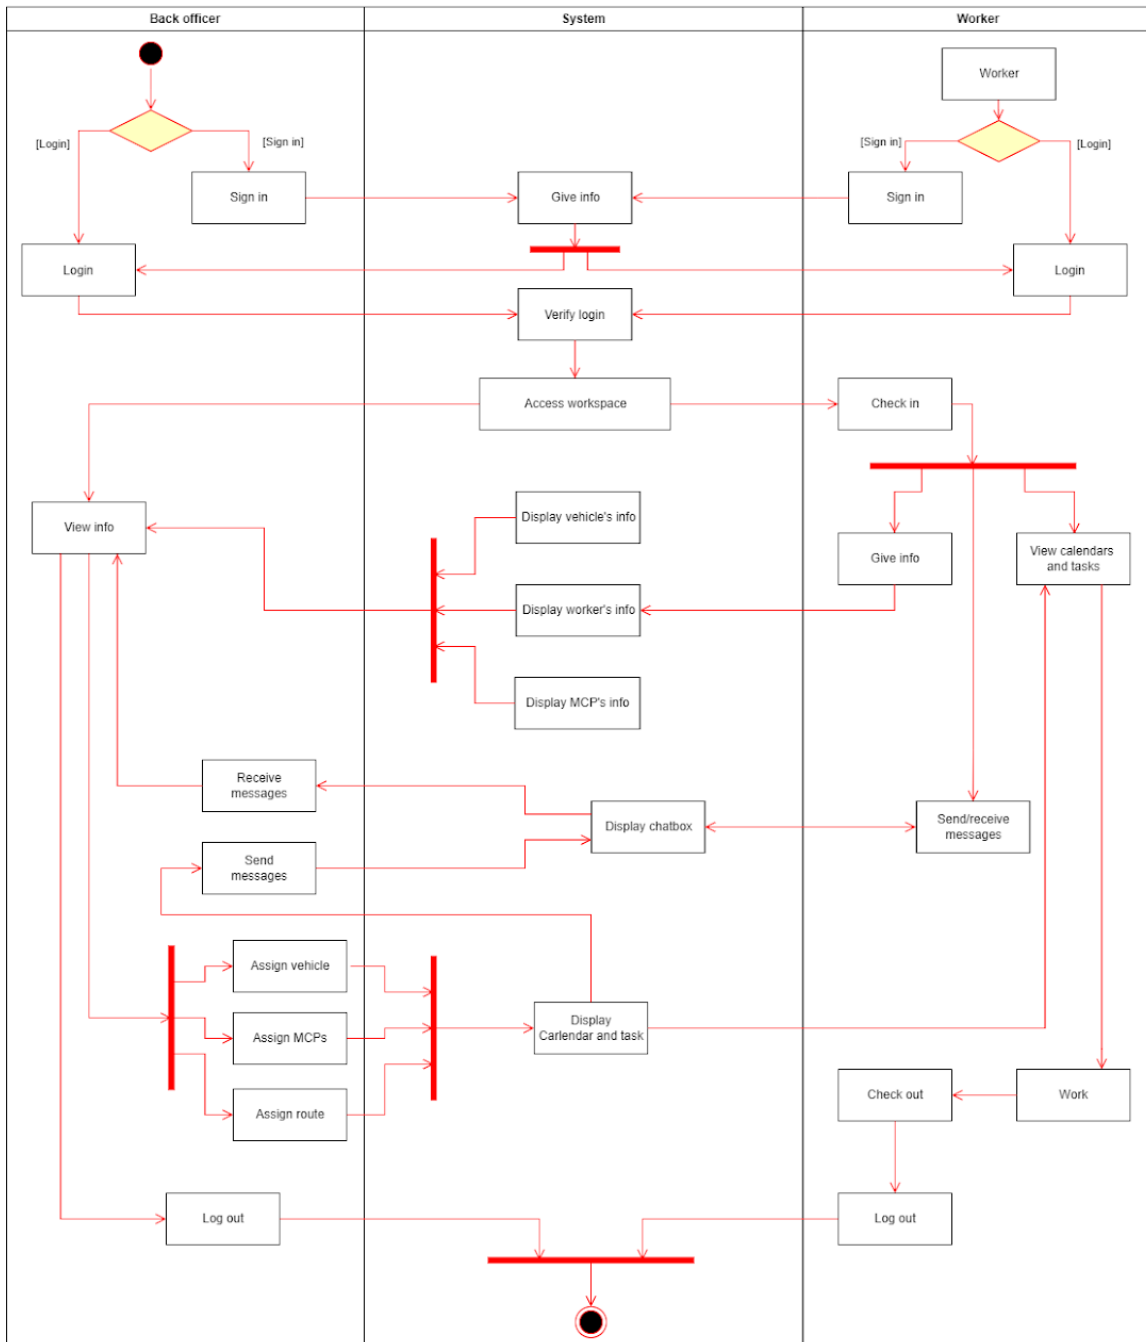 Back officer
System
Worker
Worker
[Login]
[Sign in]
[Sign in]
[Login]
Sign in
Give info
Sign in
Login
Login
Verify login
Access workspace
Check in
Display vehicle's info
View info
Give info
View calendars
and tasks
Display worker's info
Display MCP's info
Receive
messages
Display chatbox
Send/receive
messages
Send
messages
Assign vehicle
Assign MCPs
Display
Carlendar and task
Assign route
Check out
Work
Log out
Log out